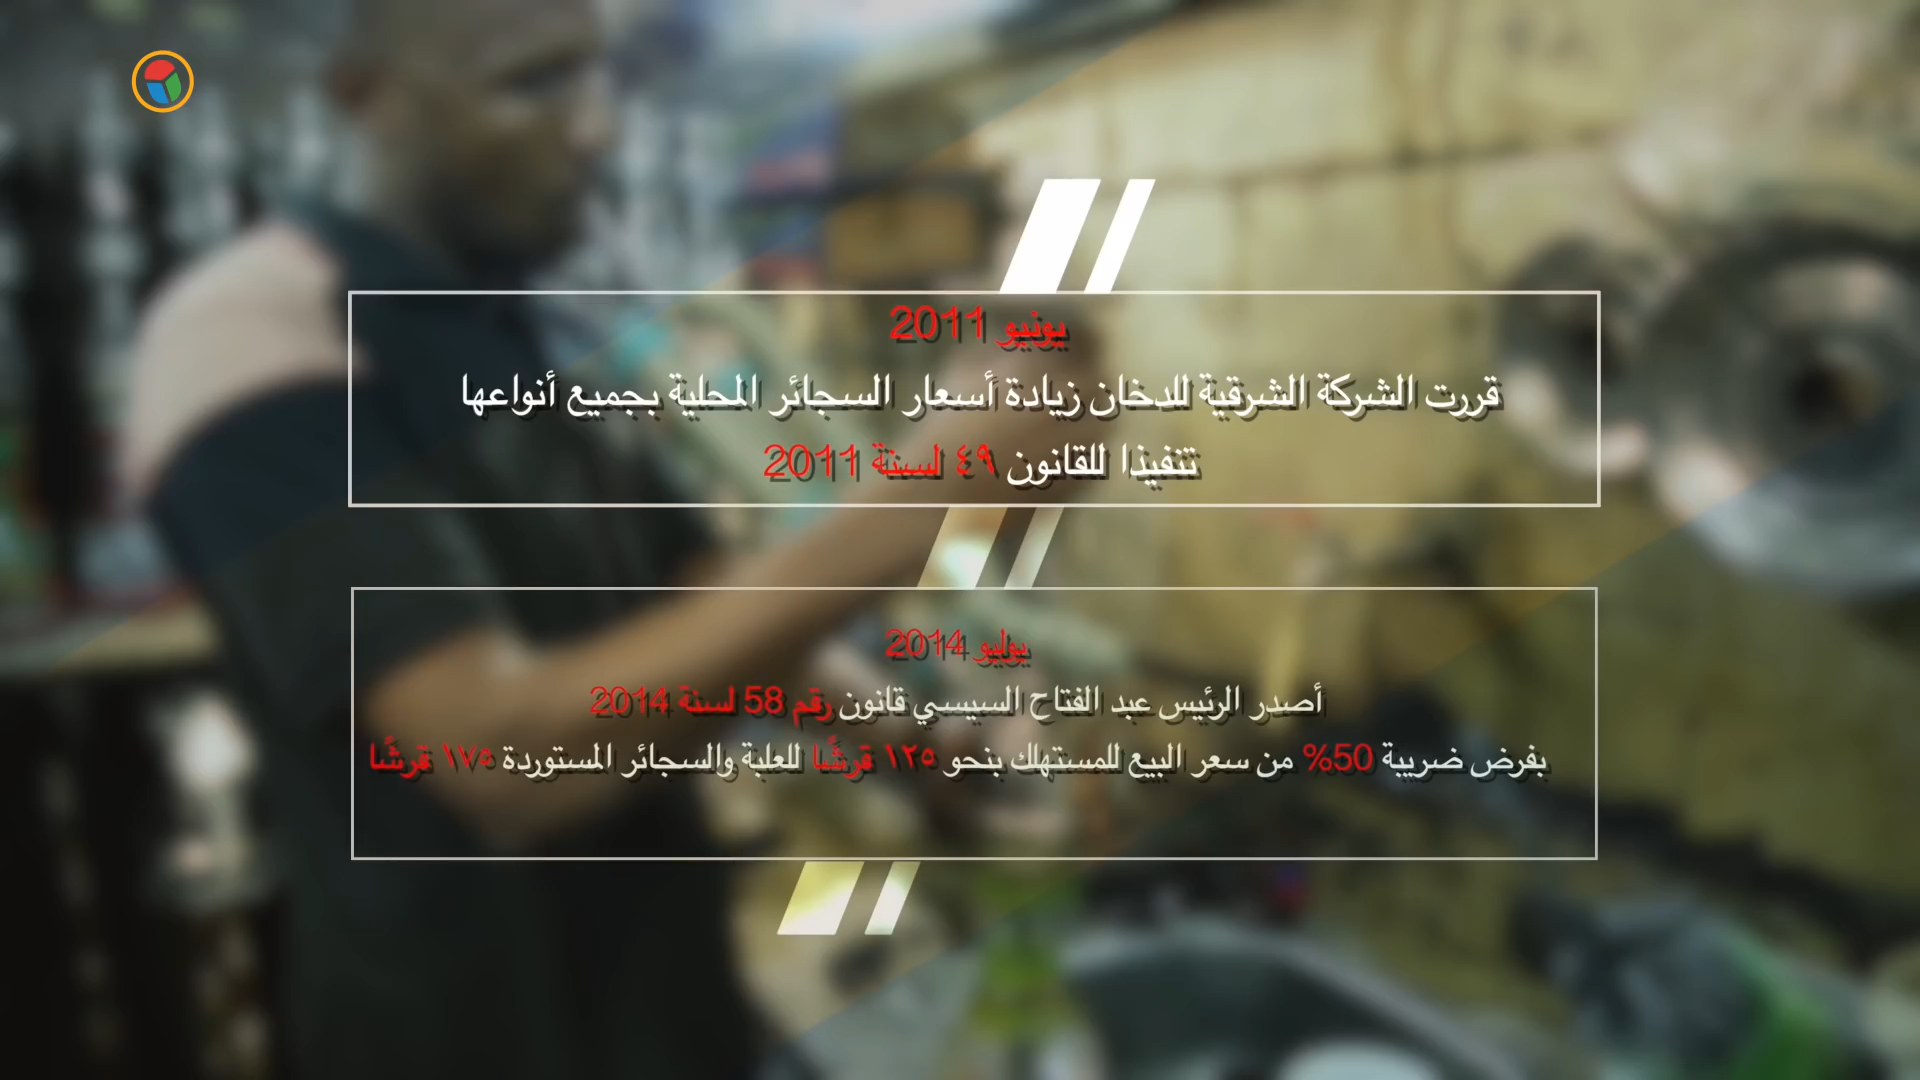 يونيو 2011
قررت الشركة الشرقية للدخان زيادة أسعار السجائر المحلية بجميع أنواعها
تنفيذا للقانون ٤٩ لسنة 2011
يوليو 2014
أصدر الرئيس عبد الفتاح السيسي قانون رقم 58 لسنة 2014
بفرض ضريبة 50% من سعر البيع للمستهلك بنحو ١٢٥ قرشًا للعلبة والسجائر المستوردة ١٧٥ قرشًا